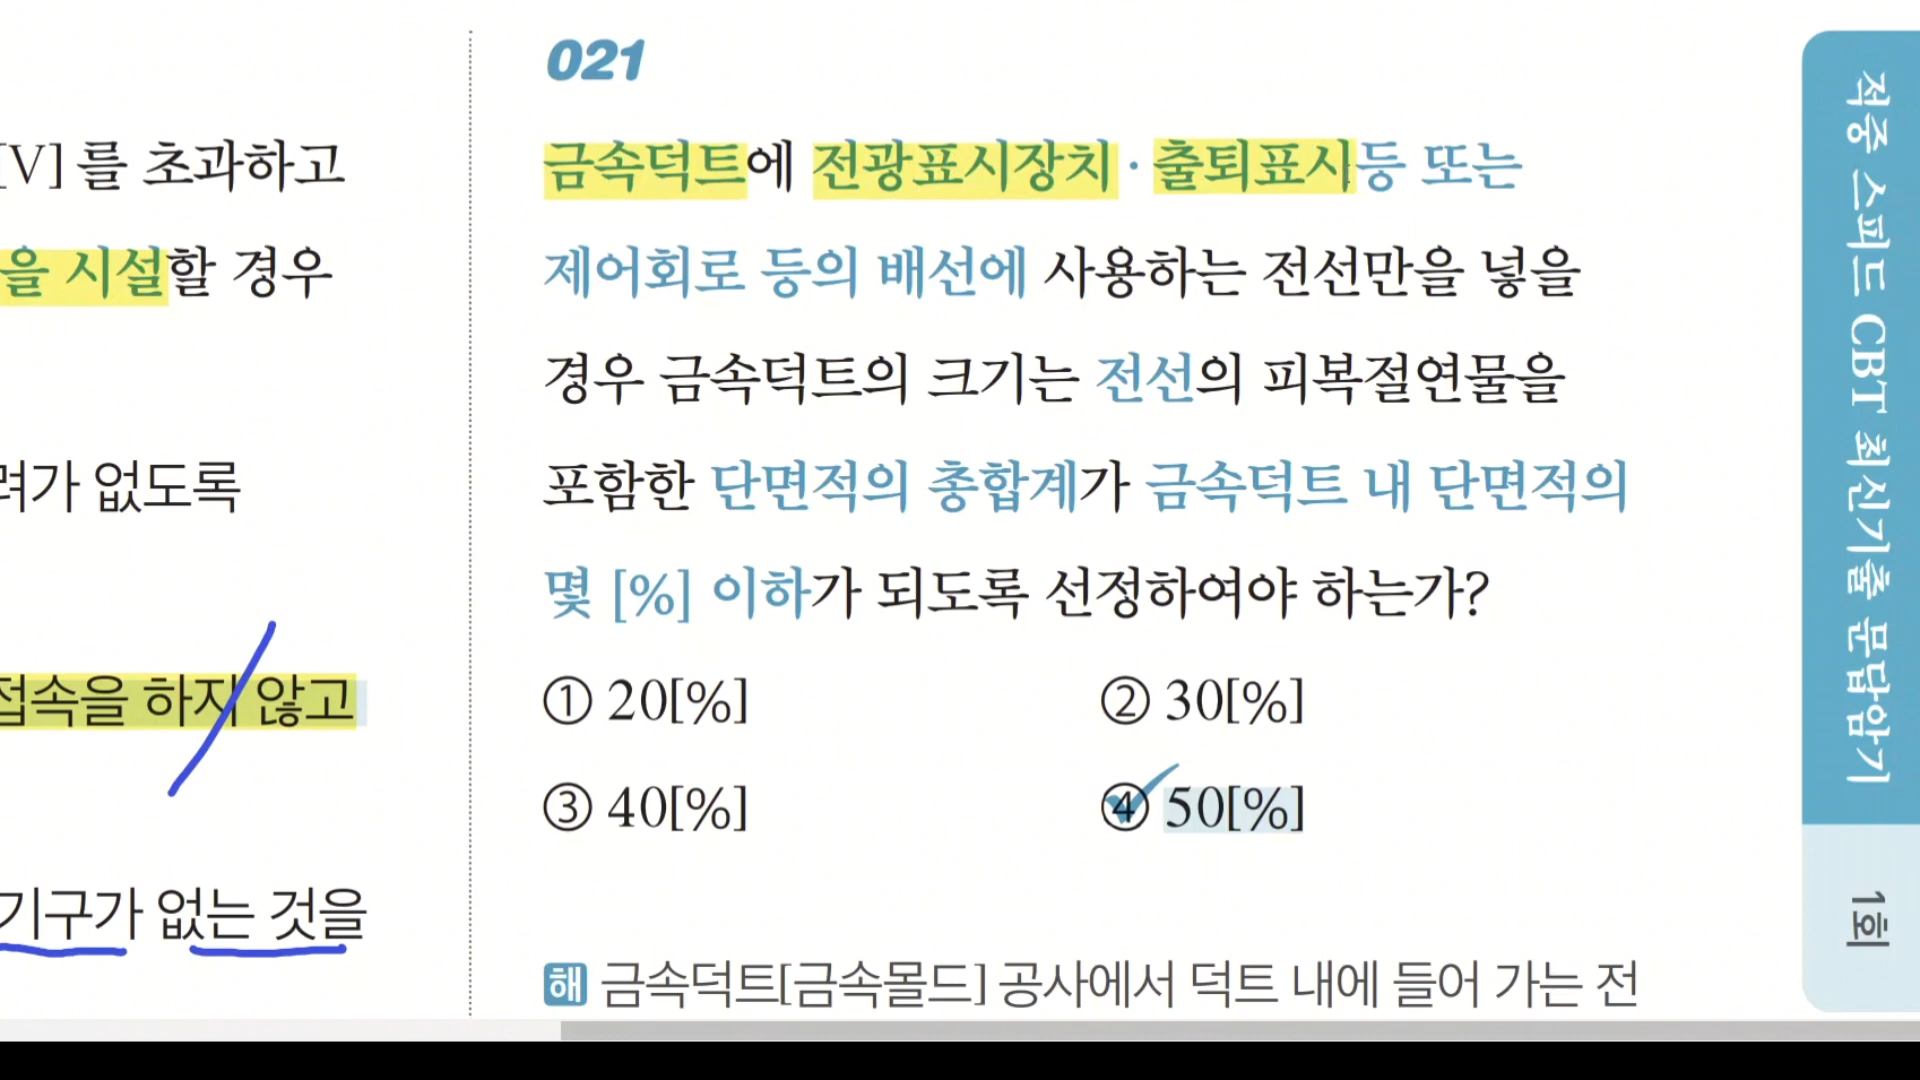 [V]를 초과하고
을 시설할 경우
려가 없도록
접속을 하지 않고
기구가 없는 것을
021
금속덕트에 전광표시장치·출퇴표시등 또는
제어회로 등의 배선에 사용하는 전선만을 넣을
경우 금속덕트의 크기는 전선의 피복절연물을
포함한 단면적의 총합계가 금속덕트 내 단면적의
몇 [%] 이하가 되도록 선정하여야 하는가?
① 20[%] ② 30[%]
③ 40[%] ④ 50[%]
해 금속덕트[금속몰드] 공사에서 덕트 내에 들어 가는 전
적중 스피드 CBT 최신기출 문답암기
1회